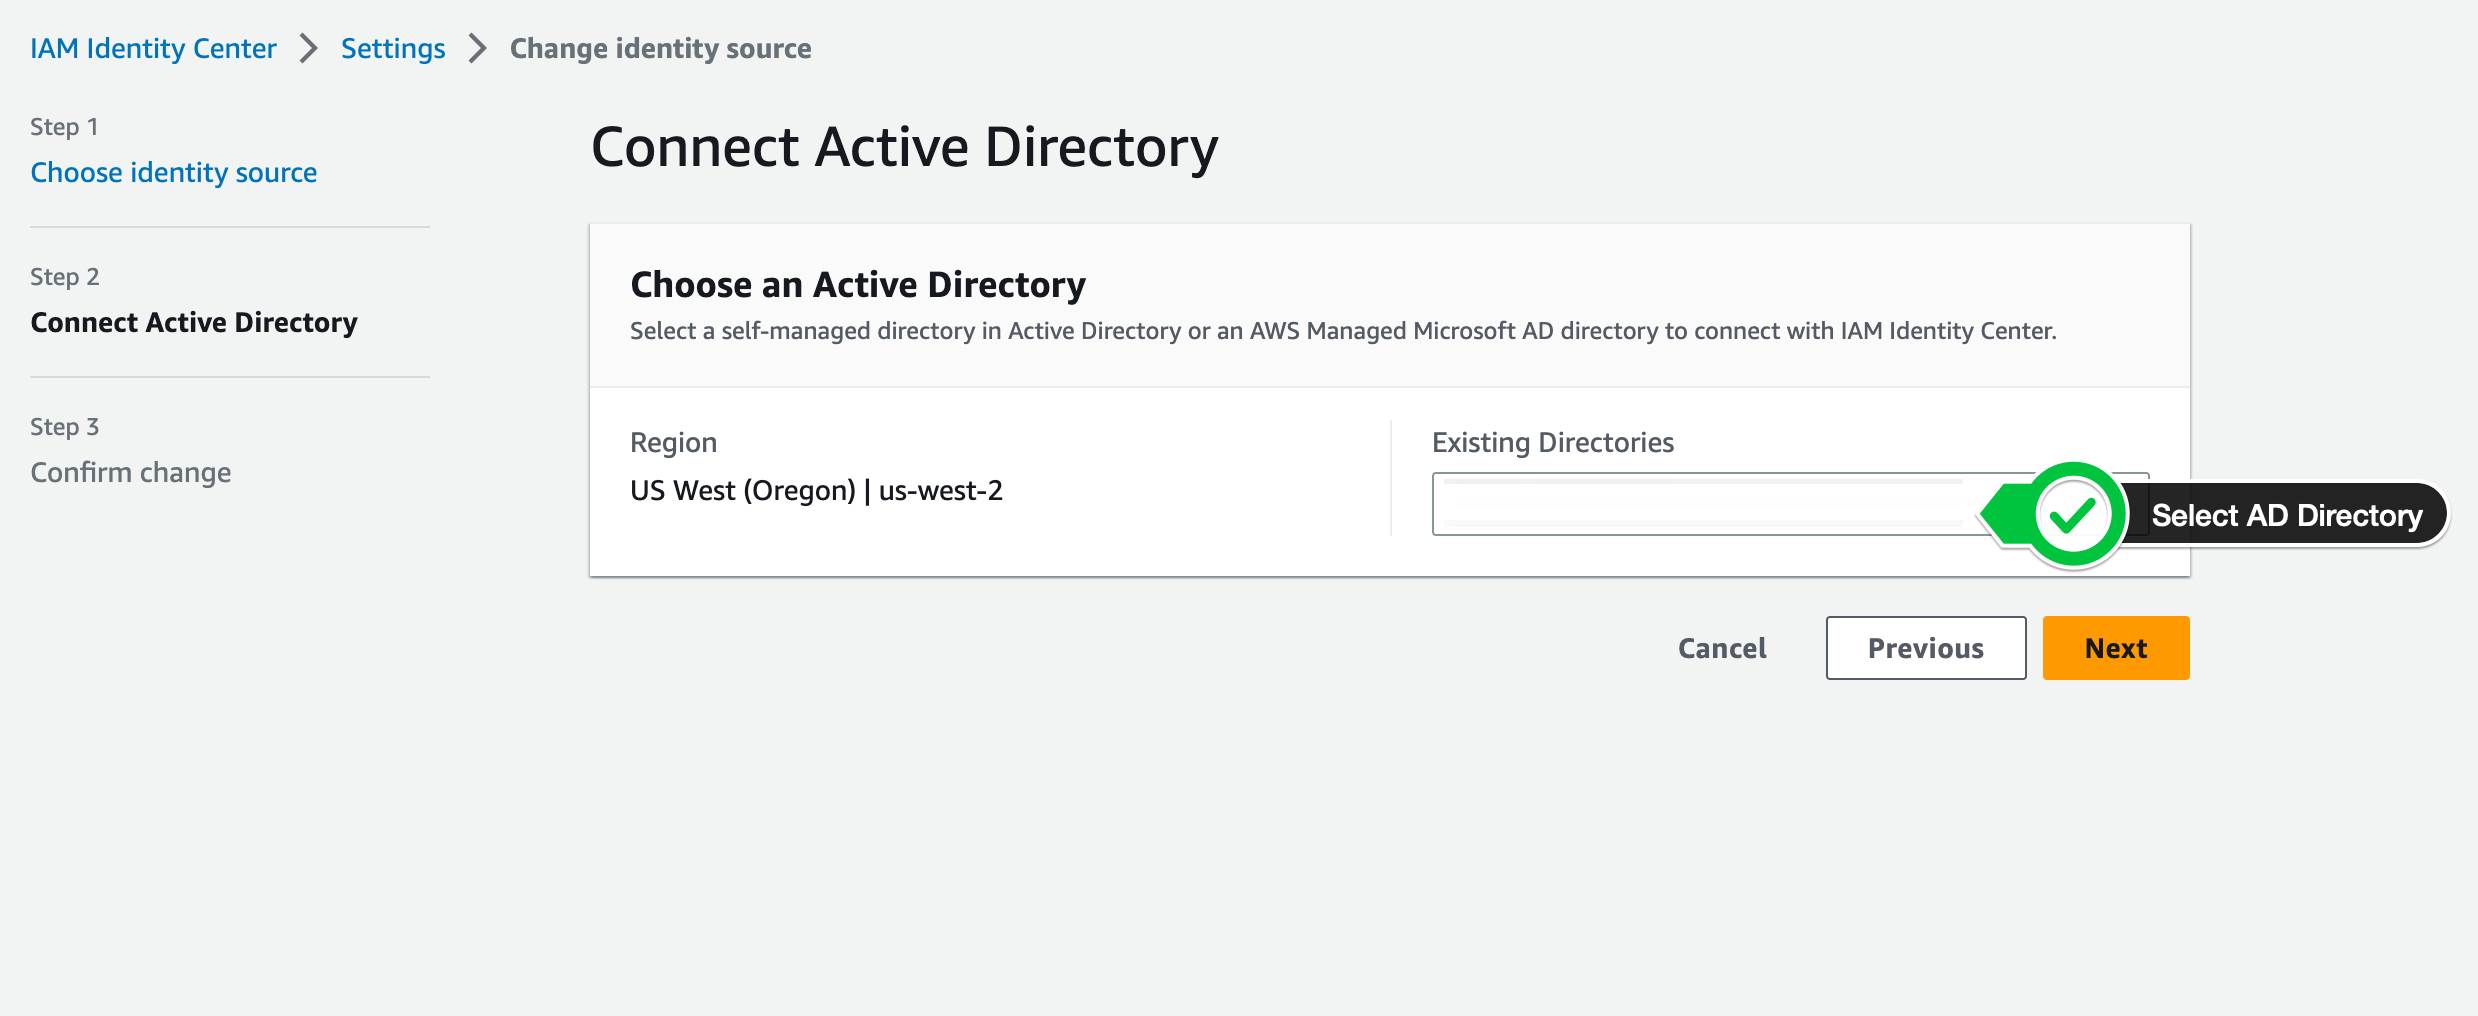 IAM Identity Center > Settings > Change identity source
Step 1
Choose identity source
Step 2
Connect Active Directory
Step 3
Confirm change
Connect Active Directory
Choose an Active Directory
Select a self-managed directory in Active Directory or an AWS Managed Microsoft AD directory to connect with IAM Identity Center.
Region
US West (Oregon) | us-west-2
Existing Directories
Select AD Directory
Cancel
Previous
Next